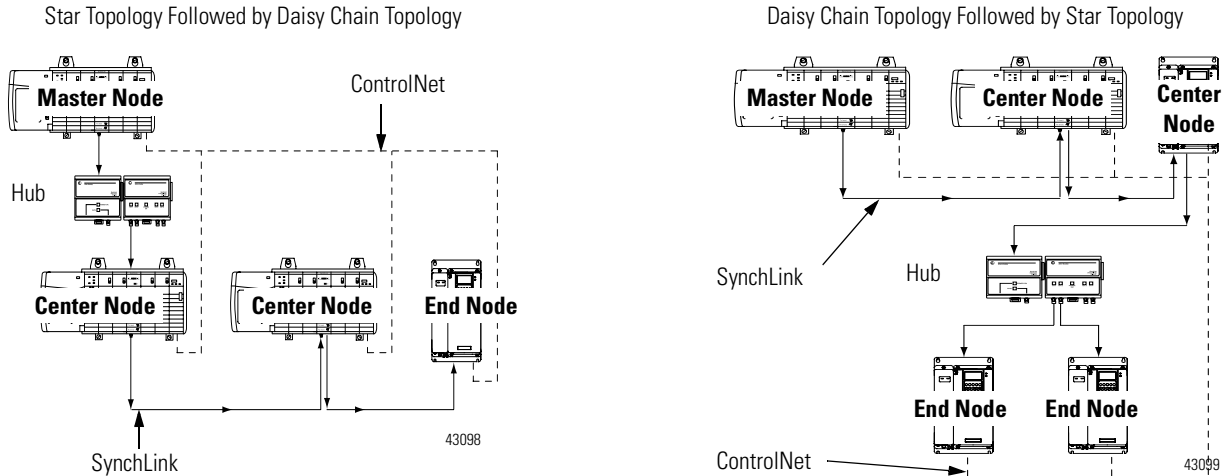 Star Topology Followed by Daisy Chain Topology
Master Node
ControlNet
Hub
Center Node
Center Node
End Node
SynchLink
43098
Daisy Chain Topology Followed by Star Topology
Master Node
Center Node
Center
Node
SynchLink
Hub
End Node
End Node
ControlNet
43099